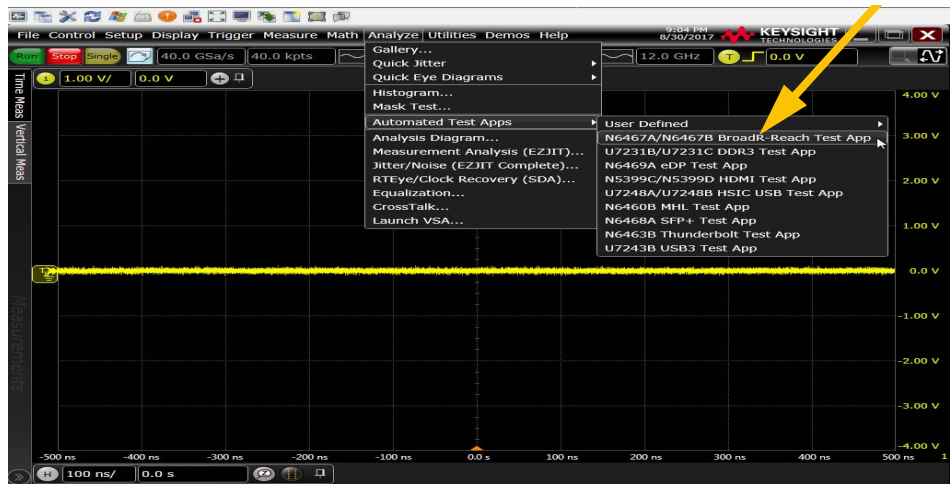 File Control Setup Display Trigger Measure Math Analyze Utilities Demos Help
9:04 PM
8/30/2017
KEYSIGHT
TECHNOLOGIES
Run Stop Single 40.0 GSa/s 40.0 kpts 12.0 GHz T 0.0 V
1 1.00 V/ 0.0 V
Time Meas
Vertical Meas
Measurements
Gallery...
Quick Jitter
Quick Eye Diagrams
Histogram...
Mask Test...
Automated Test Apps
Analysis Diagram...
Measurement Analysis (EZJIT)...
Jitter/Noise (EZJIT Complete)...
RTEye/Clock Recovery (SDA)...
Equalization...
CrossTalk...
Launch VSA...
User Defined
N6467A/N6467B BroadR-Reach Test App
U7231B/U7231C DDR3 Test App
N6469A eDP Test App
N5399C/N5399D HDMI Test App
U7248A/U7248B HSIC USB Test App
N6460B MHL Test App
N6468A SFP+ Test App
N6463B Thunderbolt Test App
U7243B USB3 Test App
4.00 V
3.00 V
2.00 V
1.00 V
0.0 V
-1.00 V
-2.00 V
-3.00 V
-4.00 V
T
-500 ns -400 ns -300 ns -200 ns -100 ns 0.0 s 100 ns 200 ns 300 ns 400 ns 500 ns 1
H 100 ns/ 0.0 s